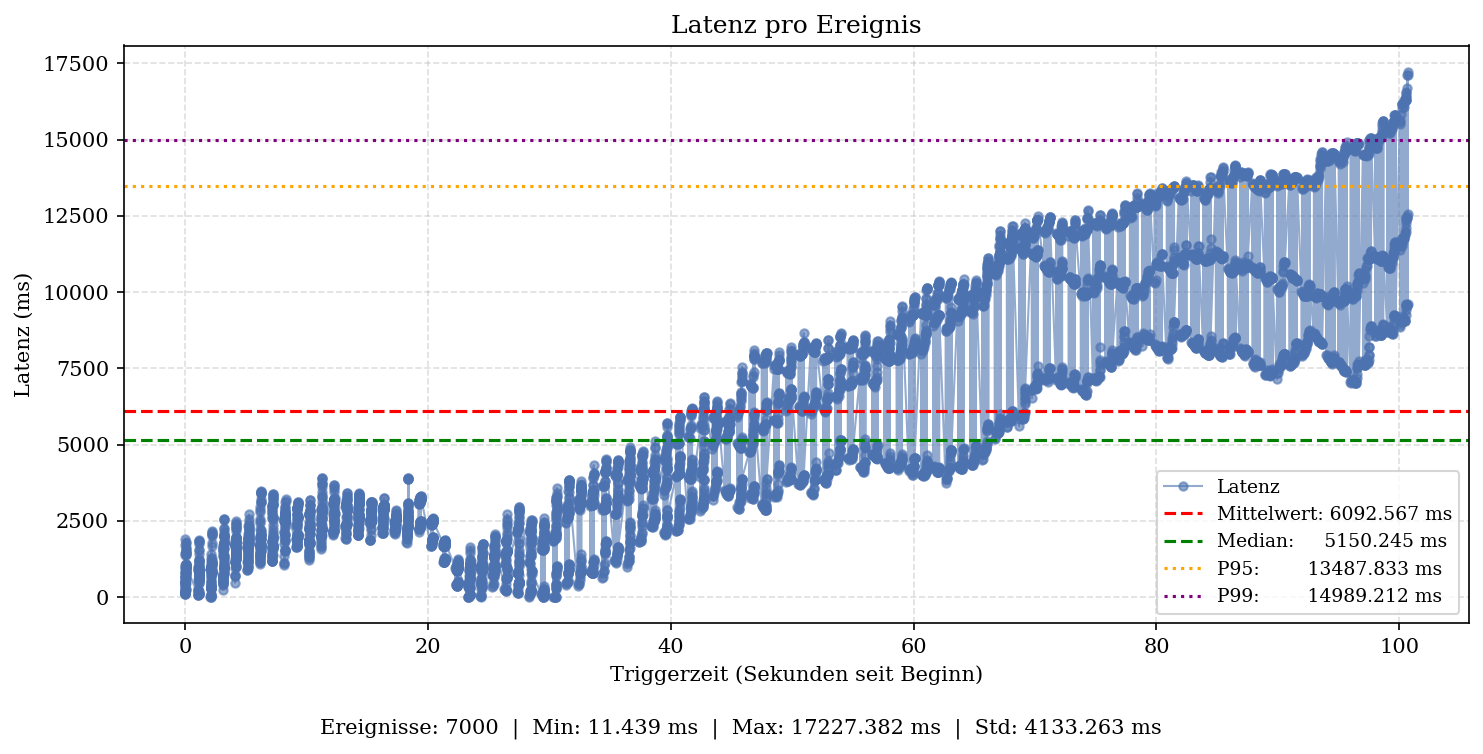 Latenz pro Ereignis
Latenz (ms)
17500
15000
12500
10000
7500
5000
2500
0
0 20 40 60 80 100
Triggerzeit (Sekunden seit Beginn)
Latenz
Mittelwert: 6092.567 ms
Median: 5150.245 ms
P95: 13487.833 ms
P99: 14989.212 ms
Ereignisse: 7000 | Min: 11.439 ms | Max: 17227.382 ms | Std: 4133.263 ms